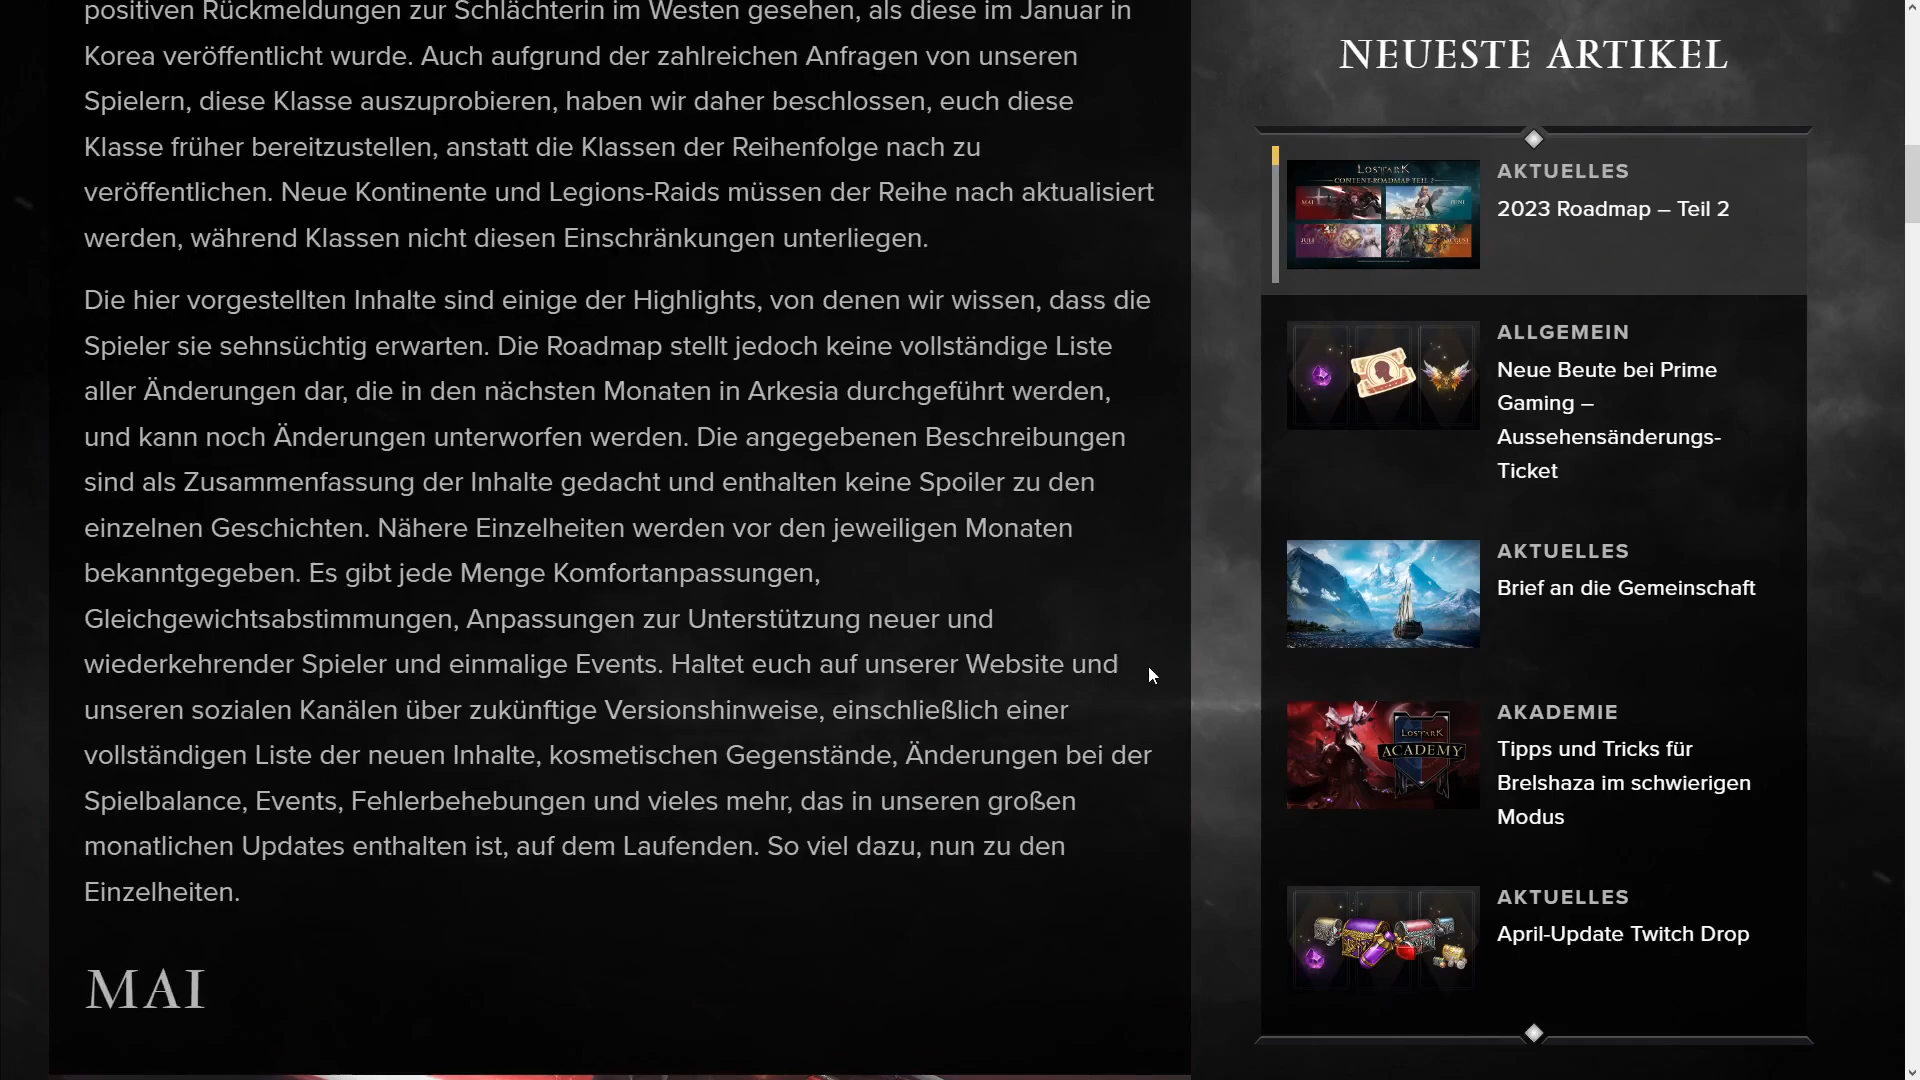 positiven Rückmeldungen zur Schlächterin im Westen gesehen, als diese im Januar in
Korea veröffentlicht wurde. Auch aufgrund der zahlreichen Anfragen von unseren
Spielern, diese Klasse auszuprobieren, haben wir daher beschlossen, euch diese
Klasse früher bereitzustellen, anstatt die Klassen der Reihenfolge nach zu
veröffentlichen. Neue Kontinente und Legions-Raids müssen der Reihe nach aktualisiert
werden, während Klassen nicht diesen Einschränkungen unterliegen.
Die hier vorgestellten Inhalte sind einige der Highlights, von denen wir wissen, dass die
Spieler sie sehnsüchtig erwarten. Die Roadmap stellt jedoch keine vollständige Liste
aller Änderungen dar, die in den nächsten Monaten in Arkesia durchgeführt werden,
und kann noch Änderungen unterworfen werden. Die angegebenen Beschreibungen
sind als Zusammenfassung der Inhalte gedacht und enthalten keine Spoiler zu den
einzelnen Geschichten. Nähere Einzelheiten werden vor den jeweiligen Monaten
bekanntgegeben. Es gibt jede Menge Komfortanpassungen,
Gleichgewichtsabstimmungen, Anpassungen zur Unterstützung neuer und
wiederkehrender Spieler und einmalige Events. Haltet euch auf unserer Website und
unseren sozialen Kanälen über zukünftige Versionshinweise, einschließlich einer
vollständigen Liste der neuen Inhalte, kosmetischen Gegenstände, Änderungen bei der
Spielbalance, Events, Fehlerbehebungen und vieles mehr, das in unseren großen
monatlichen Updates enthalten ist, auf dem Laufenden. So viel dazu, nun zu den
Einzelheiten.
MAI
NEUESTE ARTIKEL
LOSTARK
CONTENT-ROADMAP TEIL 2
MAI
JUNI
JULI
AUGUST
AKTUELLES
2023 Roadmap – Teil 2
ALLGEMEIN
Neue Beute bei Prime
Gaming –
Aussehensänderungs-
Ticket
AKTUELLES
Brief an die Gemeinschaft
LOSTARK
ACADEMY
AKADEMIE
Tipps und Tricks für
Brelshaza im schwierigen
Modus
AKTUELLES
April-Update Twitch Drop